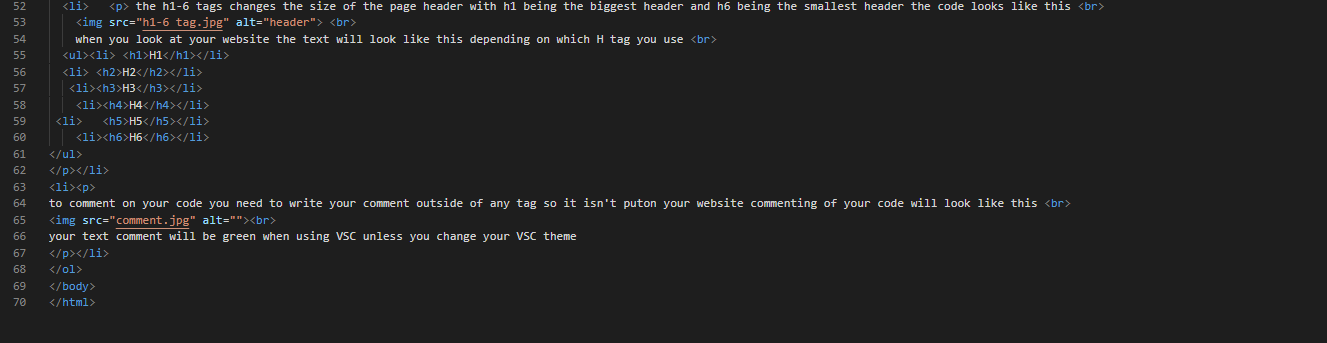 52 <li> <p> the h1-6 tags changes the size of the page header with h1 being the biggest header and h6 being the smallest header the code looks like this <br>
53 <img src="h1-6 tag.jpg" alt="header"> <br>
54 when you look at your website the text will look like this depending on which H tag you use <br>
55 <ul><li> <h1>H1</h1></li>
56 <li> <h2>H2</h2></li>
57 <li><h3>H3</h3></li>
58 <li><h4>H4</h4></li>
59 <li> <h5>H5</h5></li>
60 <li><h6>H6</h6></li>
61 </ul>
62 </p></li>
63 <li><p>
64 to comment on your code you need to write your comment outside of any tag so it isn't puton your website commenting of your code will look like this <br>
65 <img src="comment.jpg" alt=""><br>
66 your text comment will be green when using VSC unless you change your VSC theme
67 </p></li>
68 </ol>
69 </body>
70 </html>